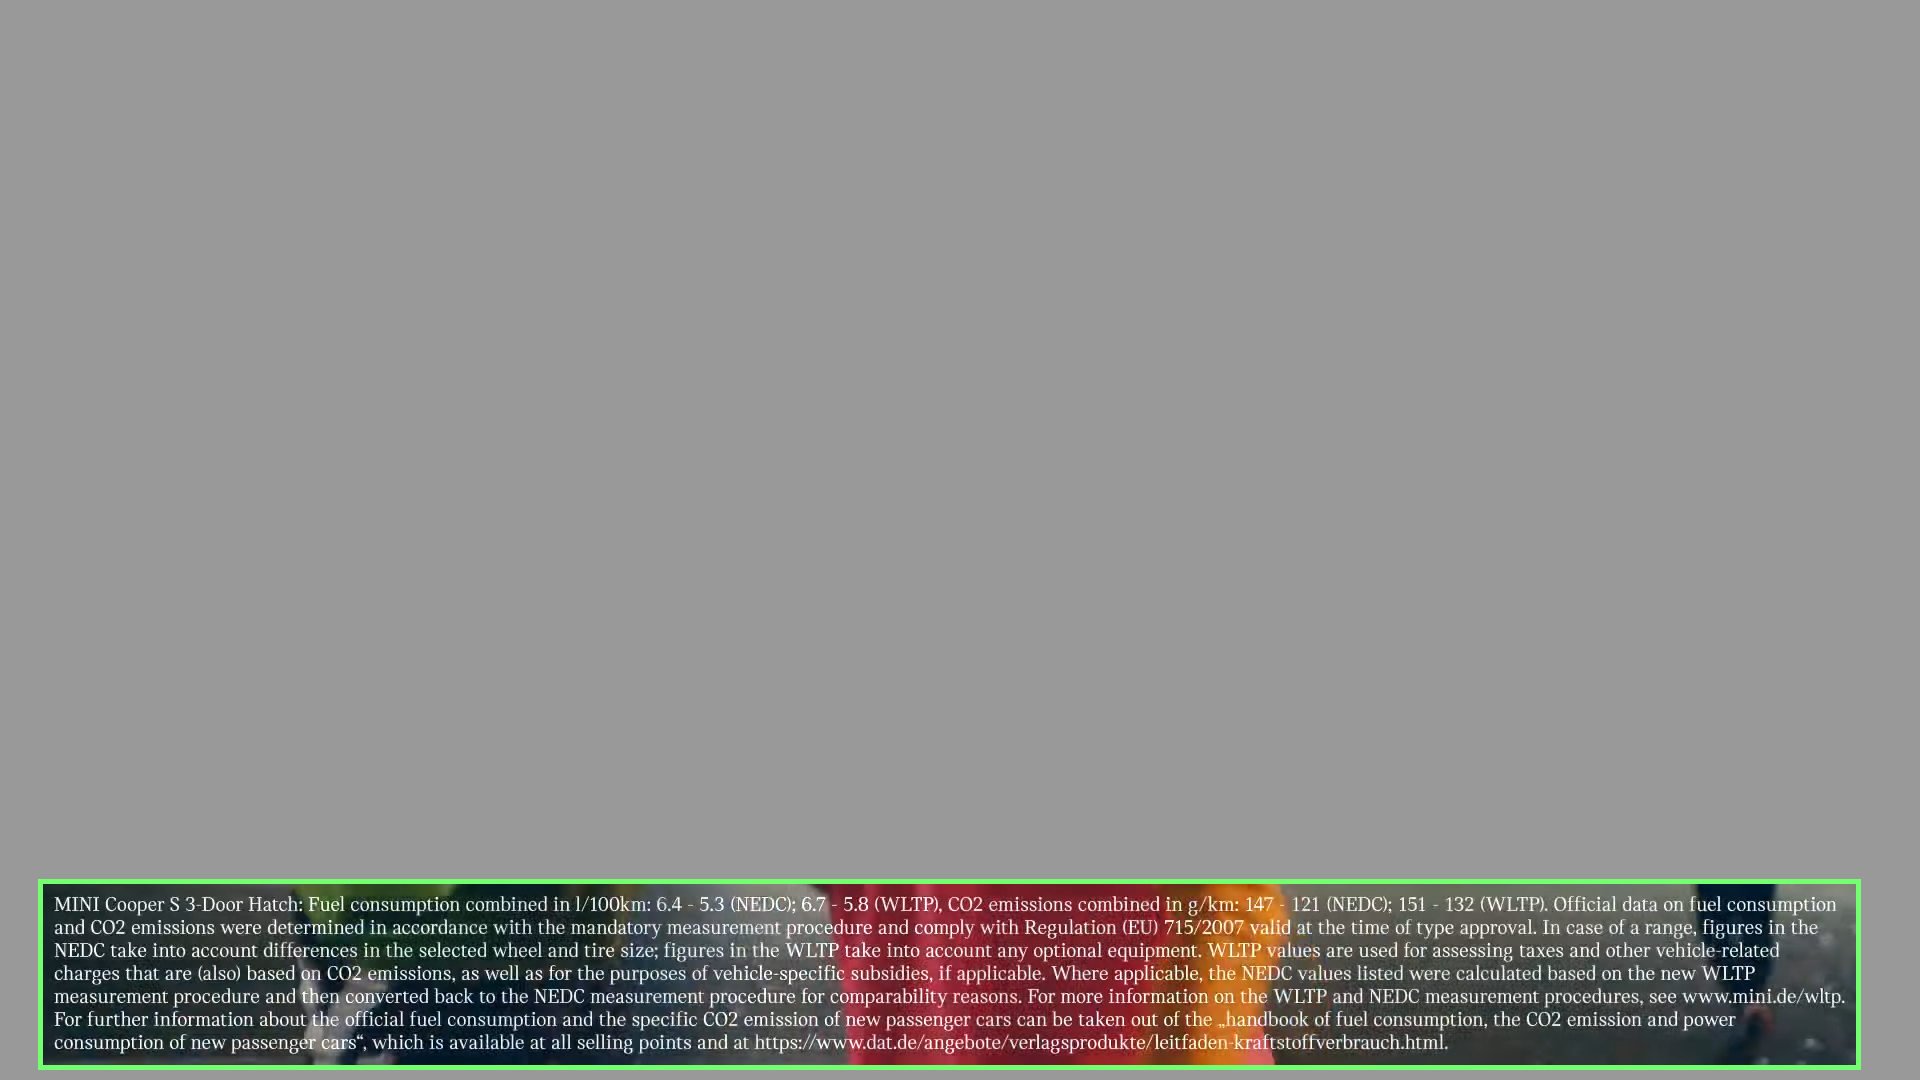 MINI Cooper S 3-Door Hatch: Fuel consumption combined in l/100km: 6.4 - 5.3 (NEDC); 6.7 - 5.8 (WLTP), CO2 emissions combined in g/km: 147 - 121 (NEDC); 151 - 132 (WLTP). Official data on fuel consumption
and CO2 emissions were determined in accordance with the mandatory measurement procedure and comply with Regulation (EU) 715/2007 valid at the time of type approval. In case of a range, figures in the
NEDC take into account differences in the selected wheel and tire size; figures in the WLTP take into account any optional equipment. WLTP values are used for assessing taxes and other vehicle-related
charges that are (also) based on CO2 emissions, as well as for the purposes of vehicle-specific subsidies, if applicable. Where applicable, the NEDC values listed were calculated based on the new WLTP
measurement procedure and then converted back to the NEDC measurement procedure for comparability reasons. For more information on the WLTP and NEDC measurement procedures, see www.mini.de/wltp.
For further information about the official fuel consumption and the specific CO2 emission of new passenger cars can be taken out of the „handbook of fuel consumption, the CO2 emission and power
consumption of new passenger cars“, which is available at all selling points and at https://www.dat.de/angebote/verlagsprodukte/leitfaden-kraftstoffverbrauch.html.